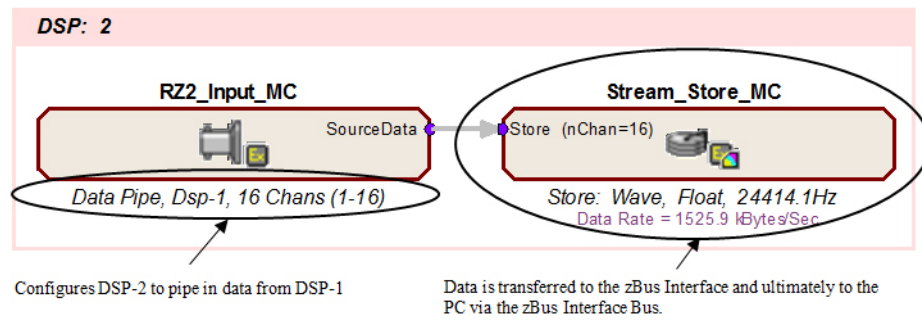 DSP: 2
RZ2_Input_MC
Stream_Store_MC
SourceData
Store (nChan=16)
Data Pipe, Dsp-1, 16 Chans (1-16)
Store: Wave, Float, 24414.1Hz
Data Rate = 1525.9 kBytes/Sec
Configures DSP-2 to pipe in data from DSP-1
Data is transferred to the zBus Interface and ultimately to the
PC via the zBus Interface Bus.